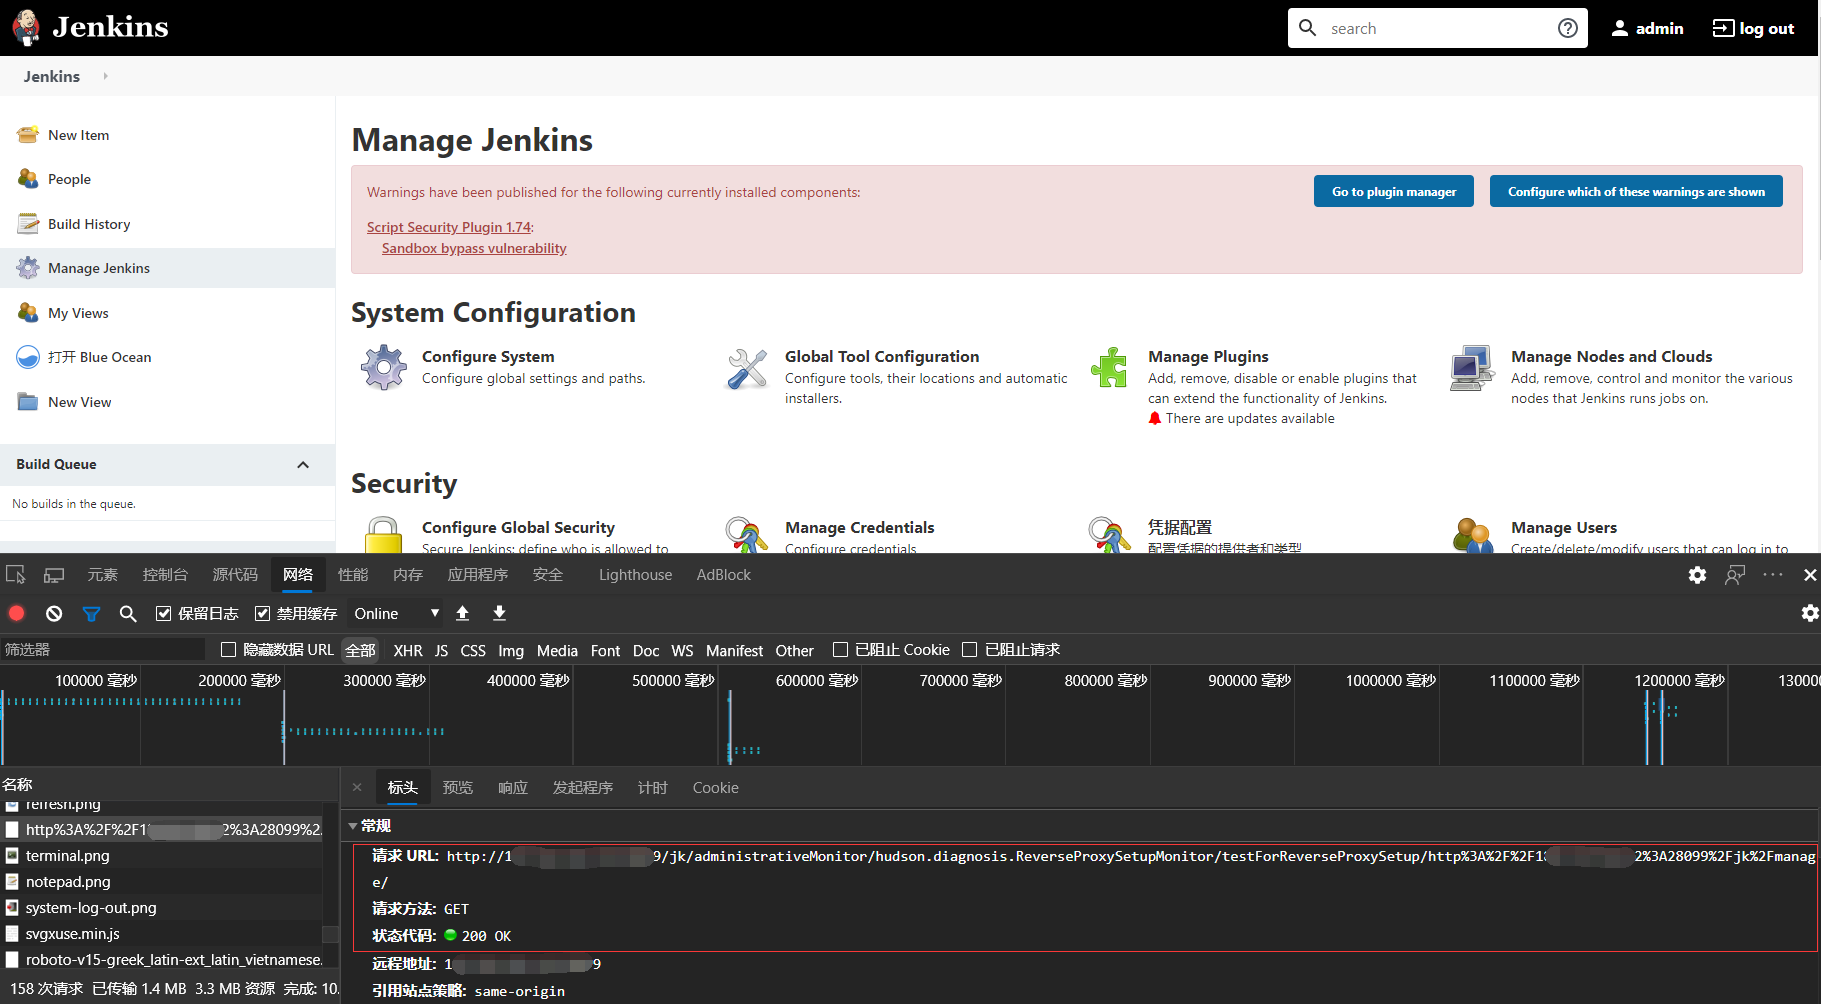 Jenkins
search
admin
log out
Jenkins
New Item
People
Build History
Manage Jenkins
My Views
打开 Blue Ocean
New View
Build Queue
No builds in the queue.
Manage Jenkins
Warnings have been published for the following currently installed components:
Go to plugin manager
Configure which of these warnings are shown
Script Security Plugin 1.74:
Sandbox bypass vulnerability
System Configuration
Configure System
Configure global settings and paths.
Global Tool Configuration
Configure tools, their locations and automatic
installers.
Manage Plugins
Add, remove, disable or enable plugins that
can extend the functionality of Jenkins.
There are updates available
Manage Nodes and Clouds
Add, remove, control and monitor the various
nodes that Jenkins runs jobs on.
Security
Configure Global Security
Secure Jenkins; define who is allowed to
Manage Credentials
Configure credentials
凭据配置
配置凭据的提供者和类型
Manage Users
Create/delete/modify users that can log in to
元素 控制台 源代码 网络 性能 内存 应用程序 安全 Lighthouse AdBlock
保留日志 禁用缓存 Online
筛选器 隐藏数据 URL 全部 XHR JS CSS Img Media Font Doc WS Manifest Other 已阻止 Cookie 已阻止请求
100000 毫秒 200000 毫秒 300000 毫秒 400000 毫秒 500000 毫秒 600000 毫秒 700000 毫秒 800000 毫秒 900000 毫秒 1000000 毫秒 1100000 毫秒 1200000 毫秒 130000
名称
refresh.png
http%3A%2F%2F1 2%3A28099%2.
terminal.png
notepad.png
system-log-out.png
svgxuse.min.js
roboto-v15-greek_latin-ext_latin_vietnamese.
158 次请求 已传输 1.4 MB 3.3 MB 资源 完成: 10.
标头 预览 响应 发起程序 计时 Cookie
常规
请求 URL: http://1 9/jk/administrativeMonitor/hudson.diagnosis.ReverseProxySetupMonitor/testForReverseProxySetup/http%3A%2F%2F1 2%3A28099%2Fjk%2Fmanag
e/
请求方法: GET
状态代码: 200 OK
远程地址: 1 9
引用站点策略: same-origin